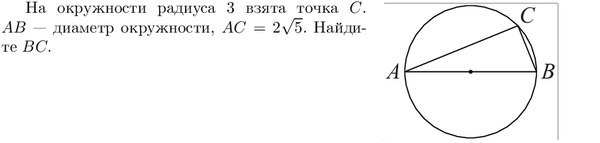 На окружности радиуса 3 взята точка C.
AB — диаметр окружности, AC = 2√5. Найди-
те BC.
C
A
B